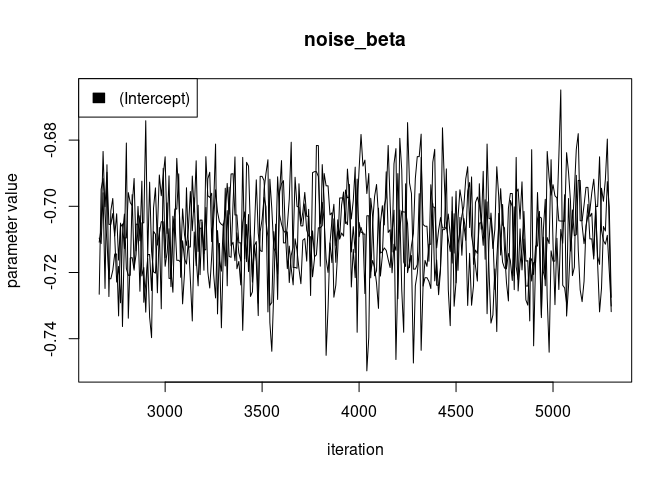 noise_beta
(Intercept)
parameter value
-0.68
-0.70
-0.72
-0.74
3000 3500 4000 4500 5000
iteration